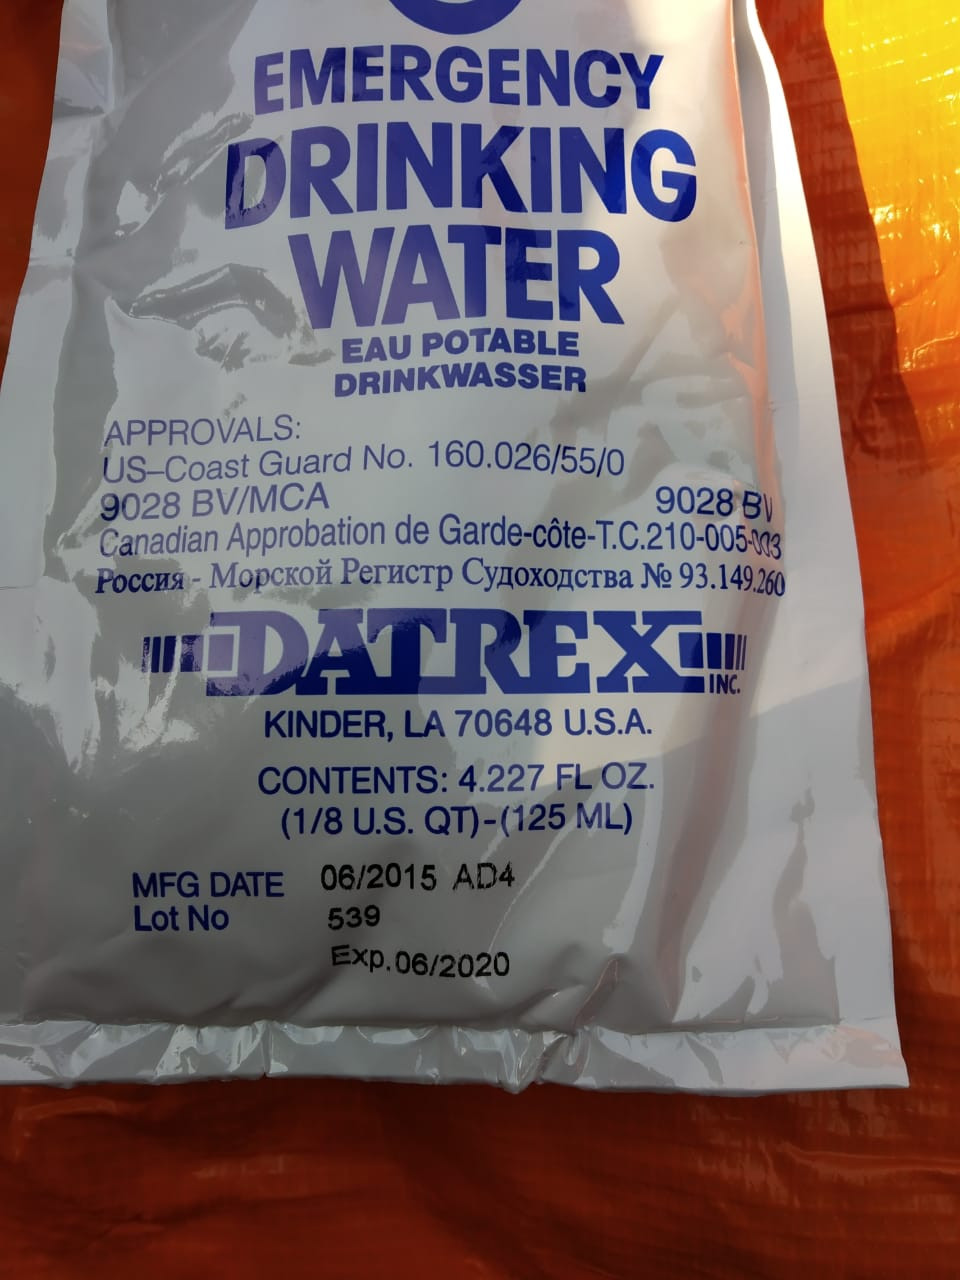 EMERGENCY
DRINKING
WATER
EAU POTABLE
DRINKWASSER
APPROVALS:
US-Coast Guard No. 160.026/55/0
9028 BV/MCA 9028 BV
Canadian Approbation de Garde-côte-T.C.210-005-003
Россия - Морской Регистр Судоходства № 93.149.260
DATREX INC.
KINDER, LA 70648 U.S.A.
CONTENTS: 4.227 FL OZ.
(1/8 U.S. QT)-(125 ML)
MFG DATE 06/2015 AD4
Lot No 539
Exp.06/2020